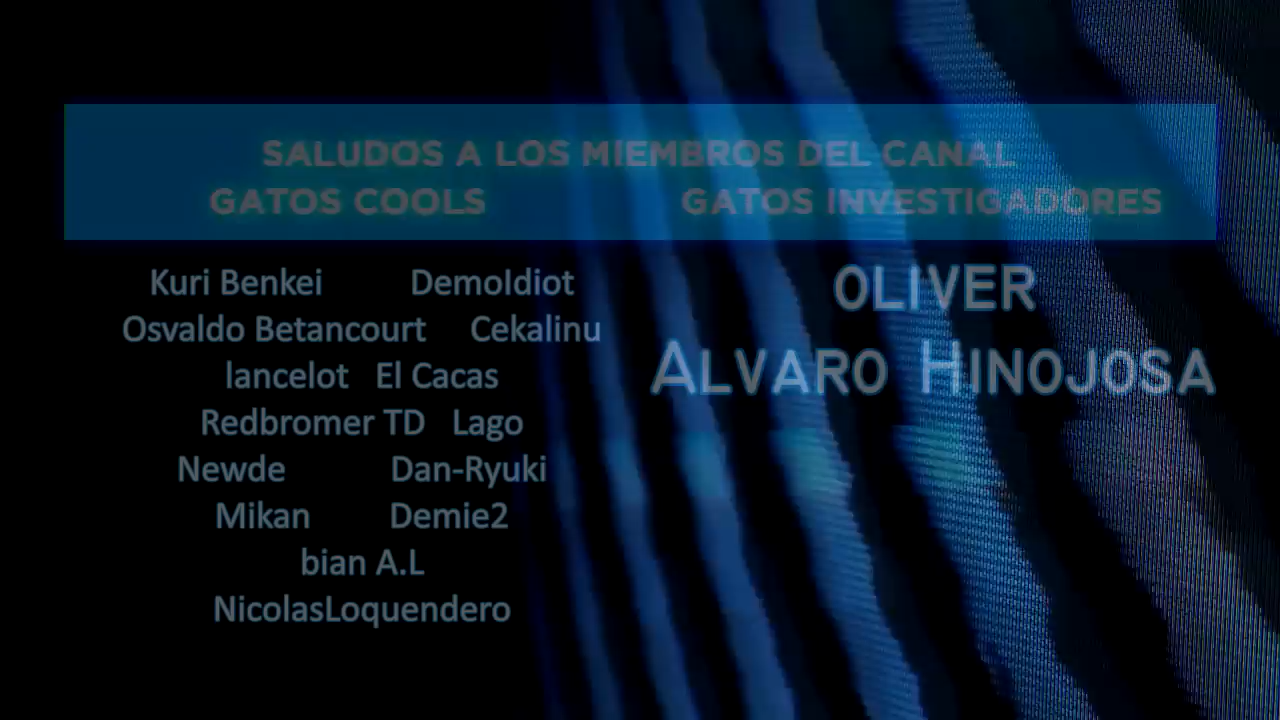 SALUDOS A LOS MIEMBROS DEL CANAL
GATOS COOLS GATOS INVESTIGADORES
Kuri Benkei DemoIdiot
Osvaldo Betancourt Cekalinu
lancelot El Cacas
Redbromer TD Lago
Newde Dan-Ryuki
Mikan Demie2
bian A.L
NicolasLoquendero
OLIVER
ALVARO HINOJOSA